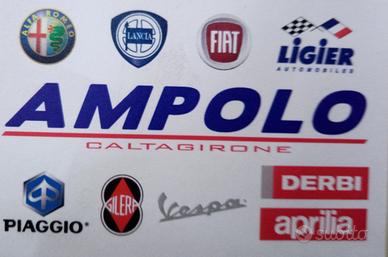 ALFA ROMEO
LANCIA
FIAT
LIGIER
AUTOMOBILES
AMPOLO
CALTAGIRONE
PIAGGIO
GILERA
Vespa
DERBI
aprilia
subito